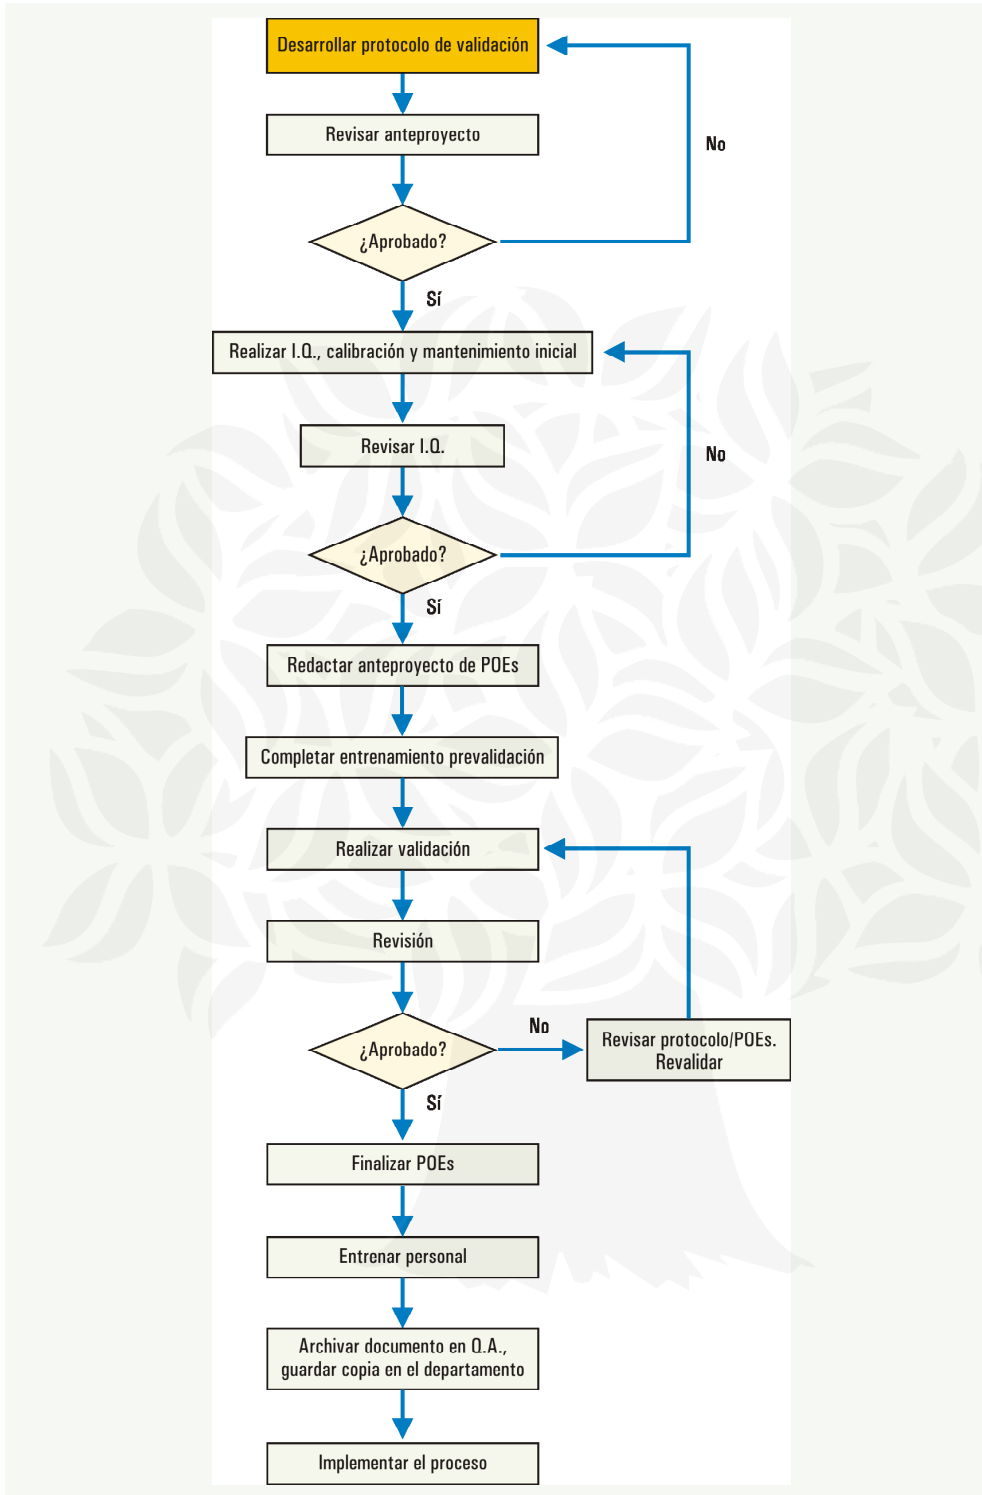 Desarrollar protocolo de validación
Revisar anteproyecto
No
¿Aprobado?
Sí
Realizar I.Q., calibración y mantenimiento inicial
Revisar I.Q.
No
¿Aprobado?
Sí
Redactar anteproyecto de POEs
Completar entrenamiento prevalidación
Realizar validación
Revisión
¿Aprobado?
No
Revisar protocolo/POEs.
Revalidar
Sí
Finalizar POEs
Entrenar personal
Archivar documento en Q.A.,
guardar copia en el departamento
Implementar el proceso